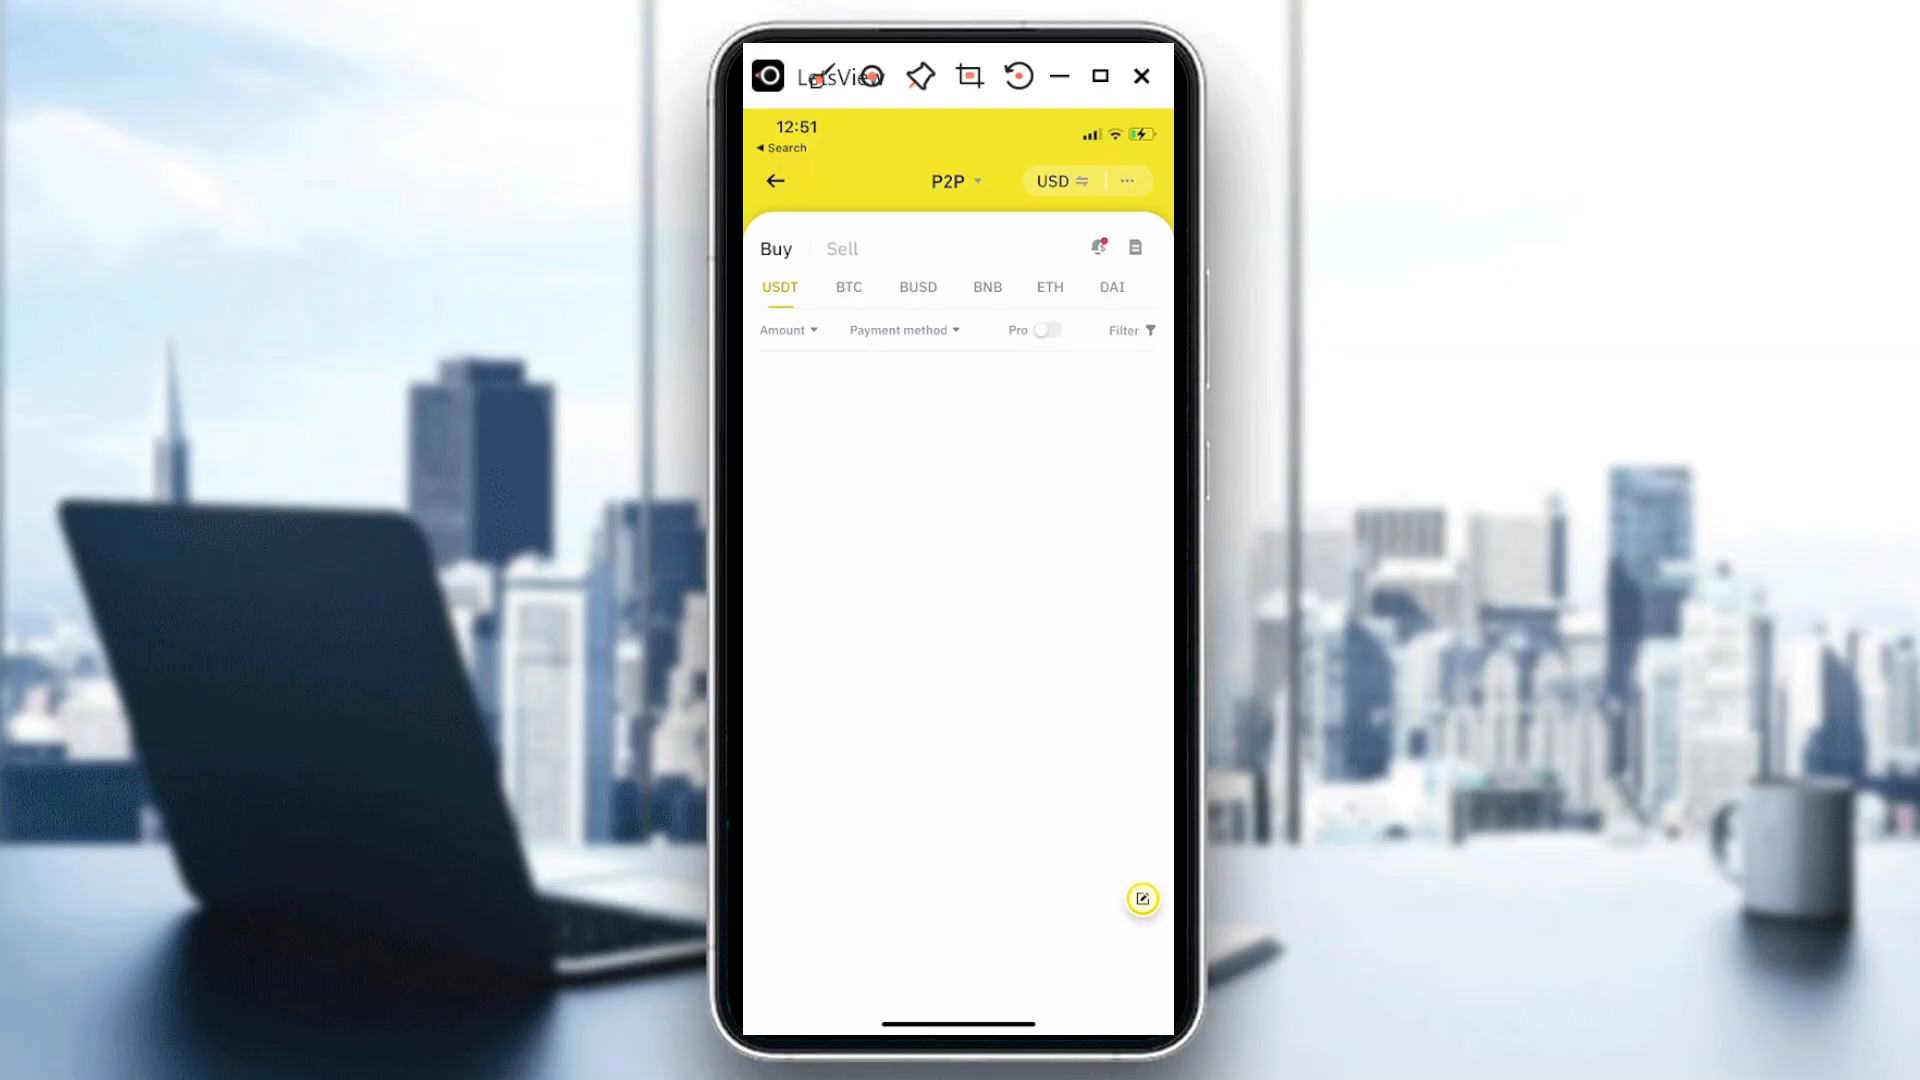 LetsView
12:51
Search
P2P USD ...
Buy Sell
USDT BTC BUSD BNB ETH DAI
Amount Payment method Pro Filter